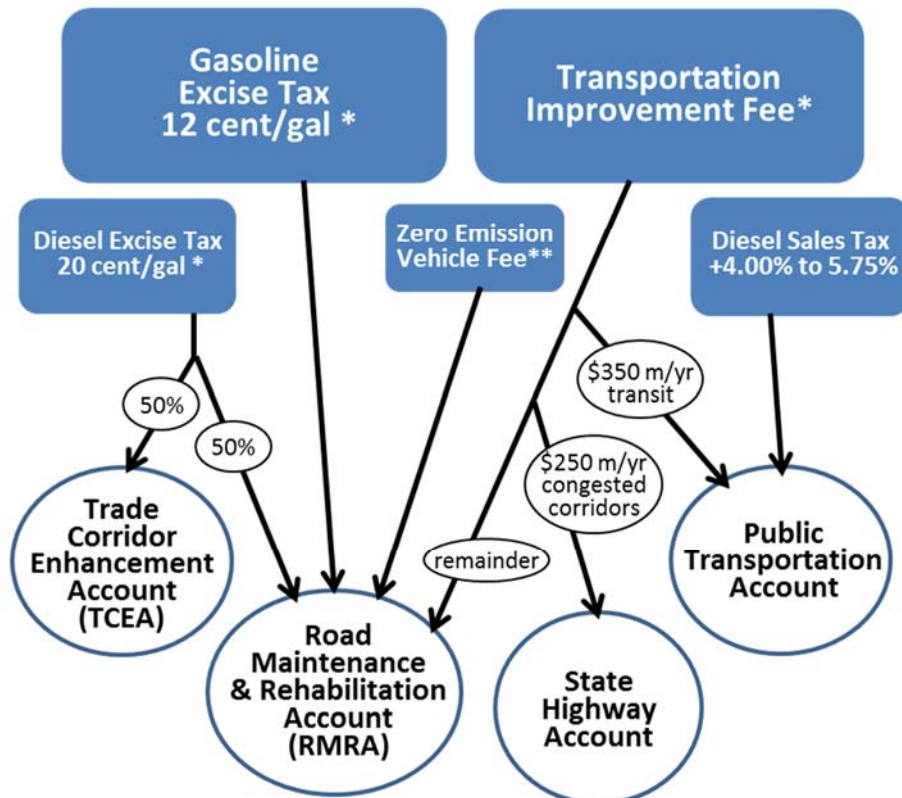 Gasoline
Excise Tax
12 cent/gal *
Transportation
Improvement Fee*
Diesel Excise Tax
20 cent/gal *
Zero Emission
Vehicle Fee**
Diesel Sales Tax
+4.00% to 5.75%
50%
50%
$350 m/yr
transit
$250 m/yr
congested
corridors
remainder
Trade
Corridor
Enhancement
Account
(TCEA)
Road
Maintenance
& Rehabilitation
Account
(RMRA)
State
Highway
Account
Public
Transportation
Account